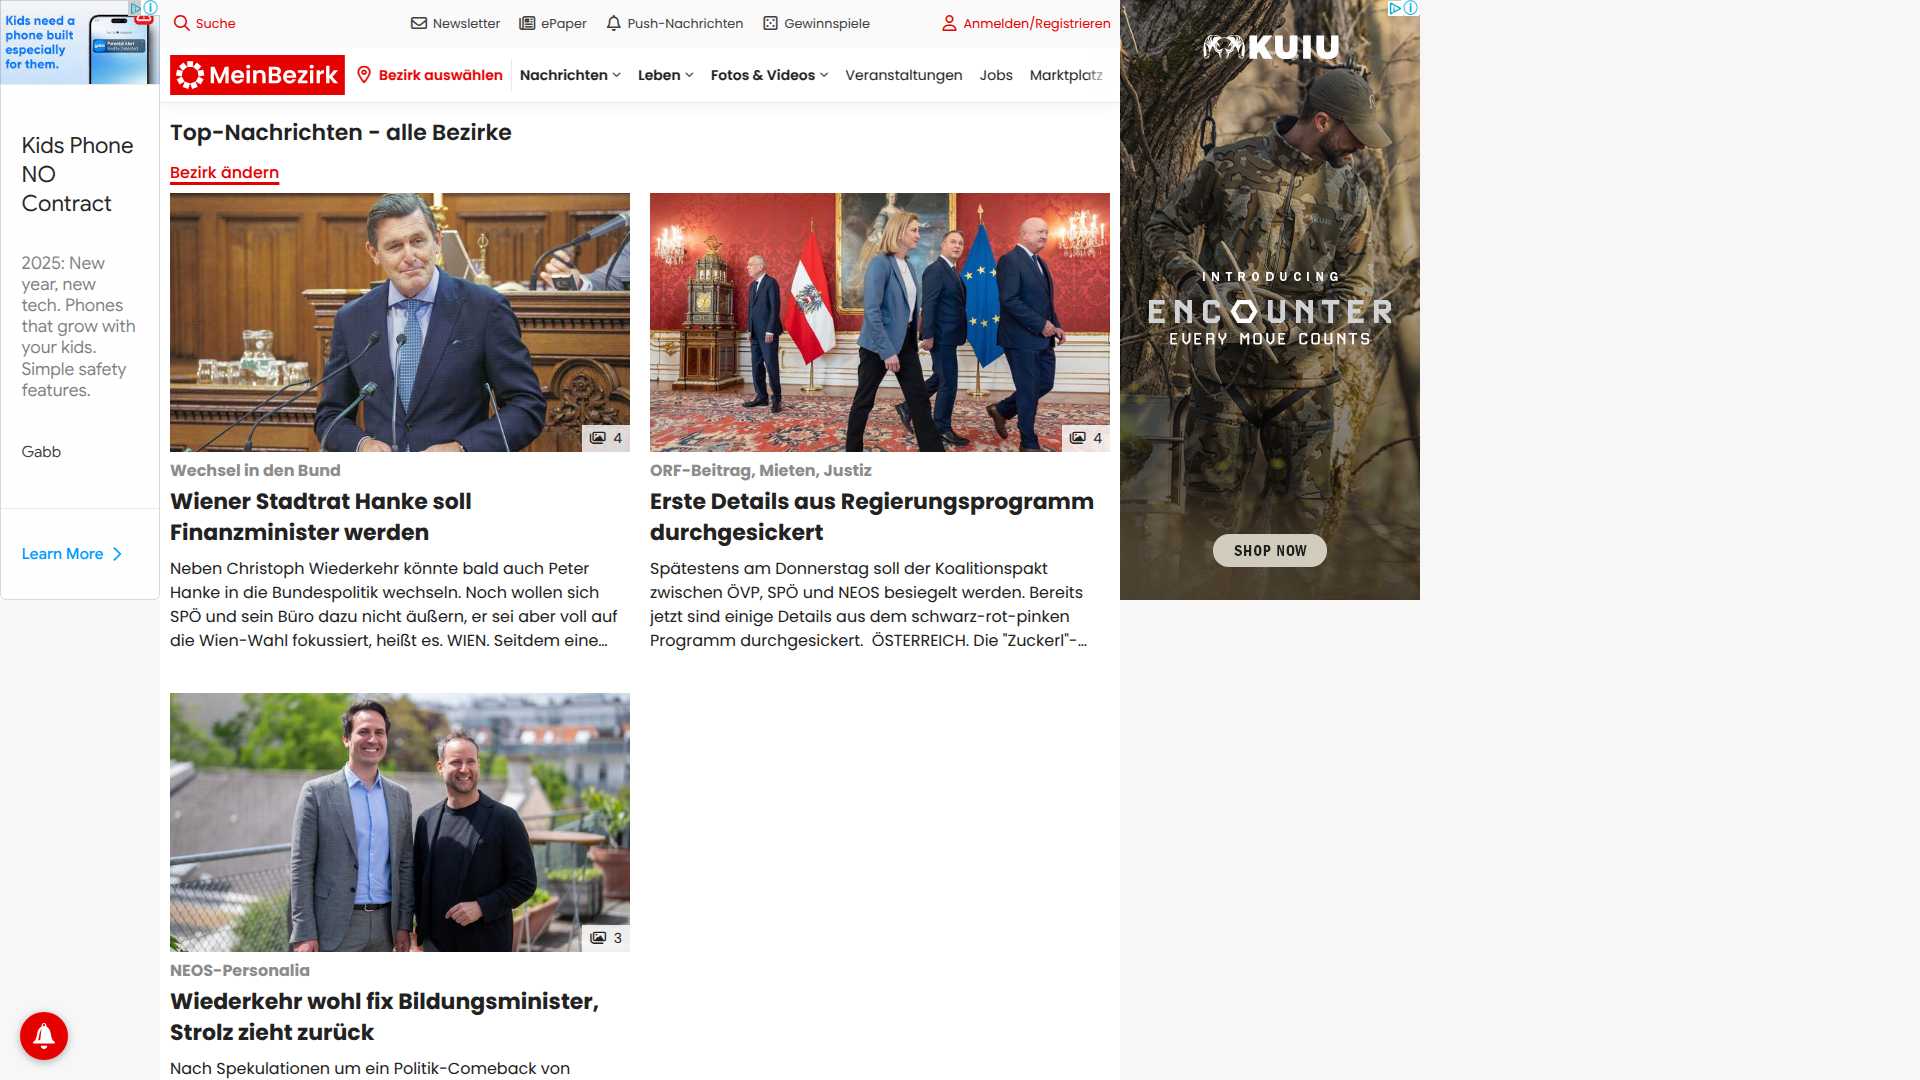 Kids need a
phone built
especially
for them.
Kids Phone
NO
Contract
2025: New
year, new
tech. Phones
that grow with
your kids.
Simple safety
features.
Gabb
Learn More
Suche
Newsletter
ePaper
Push-Nachrichten
Gewinnspiele
Anmelden/Registrieren
MeinBezirk
Bezirk auswählen
Nachrichten
Leben
Fotos & Videos
Veranstaltungen
Jobs
Marktplatz
Top-Nachrichten - alle Bezirke
Bezirk ändern
4
Wechsel in den Bund
Wiener Stadtrat Hanke soll
Finanzminister werden
Neben Christoph Wiederkehr könnte bald auch Peter
Hanke in die Bundespolitik wechseln. Noch wollen sich
SPÖ und sein Büro dazu nicht äußern, er sei aber voll auf
die Wien-Wahl fokussiert, heißt es. WIEN. Seitdem eine...
4
ORF-Beitrag, Mieten, Justiz
Erste Details aus Regierungsprogramm
durchgesickert
Spätestens am Donnerstag soll der Koalitionspakt
zwischen ÖVP, SPÖ und NEOS besiegelt werden. Bereits
jetzt sind einige Details aus dem schwarz-rot-pinken
Programm durchgesickert. ÖSTERREICH. Die "Zuckerl"-...
3
NEOS-Personalia
Wiederkehr wohl fix Bildungsminister,
Strolz zieht zurück
Nach Spekulationen um ein Politik-Comeback von
KUIU
INTRODUCING
ENCOUNTER
EVERY MOVE COUNTS
SHOP NOW